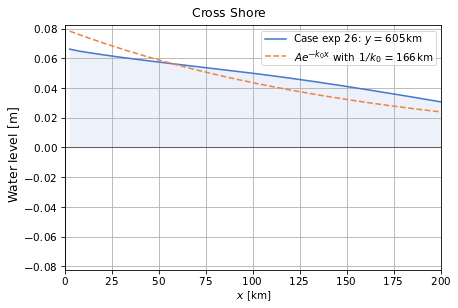 Cross Shore
Case exp 26: y = 605km
Ae^{-k_0x} with 1/k_0 = 166km
Water level [m]
0.08
0.06
0.04
0.02
0.00
−0.02
−0.04
−0.06
−0.08
0 25 50 75 100 125 150 175 200
x [km]